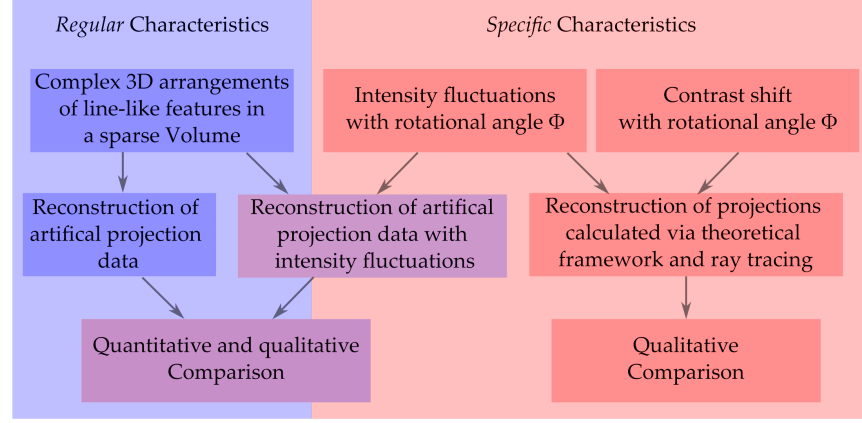 Regular Characteristics
Specific Characteristics
Complex 3D arrangements
of line-like features in
a sparse Volume
Intensity fluctuations
with rotational angle Φ
Contrast shift
with rotational angle Φ
Reconstruction of
artifical projection
data
Reconstruction of artifical
projection data with
intensity fluctuations
Reconstruction of projections
calculated via theoretical
framework and ray tracing
Quantitative and qualitative
Comparison
Qualitative
Comparison